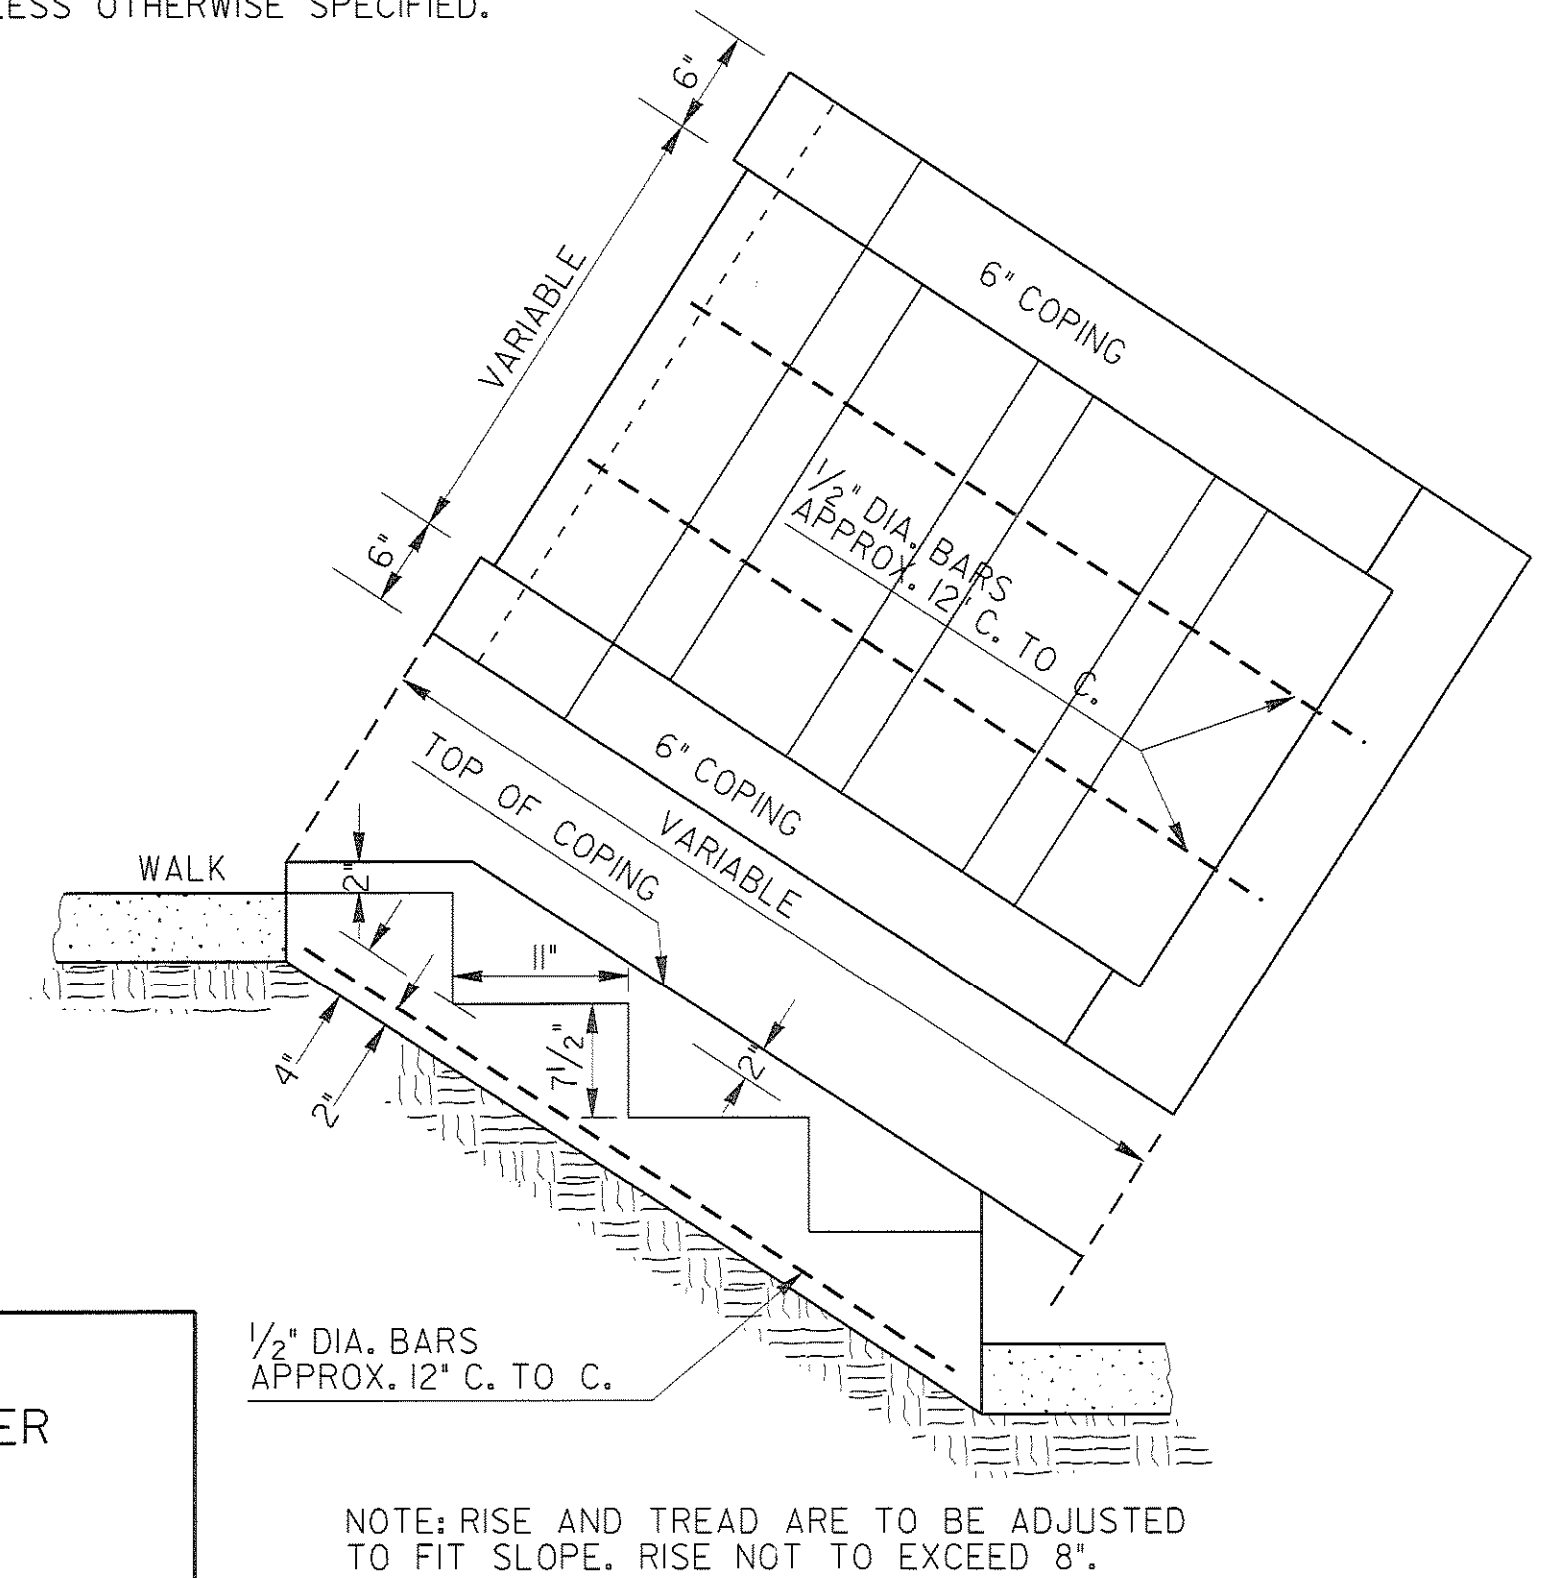 LESS OTHERWISE SPECIFIED.
6"
VARIABLE
6"
6" COPING
1/2" DIA. BARS
APPROX. 12" C. TO C.
6" COPING
VARIABLE
TOP OF COPING
WALK
2"
11"
7 1/2"
2"
4"
2"
1/2" DIA. BARS
APPROX. 12" C. TO C.
ER
NOTE: RISE AND TREAD ARE TO BE ADJUSTED
TO FIT SLOPE. RISE NOT TO EXCEED 8".